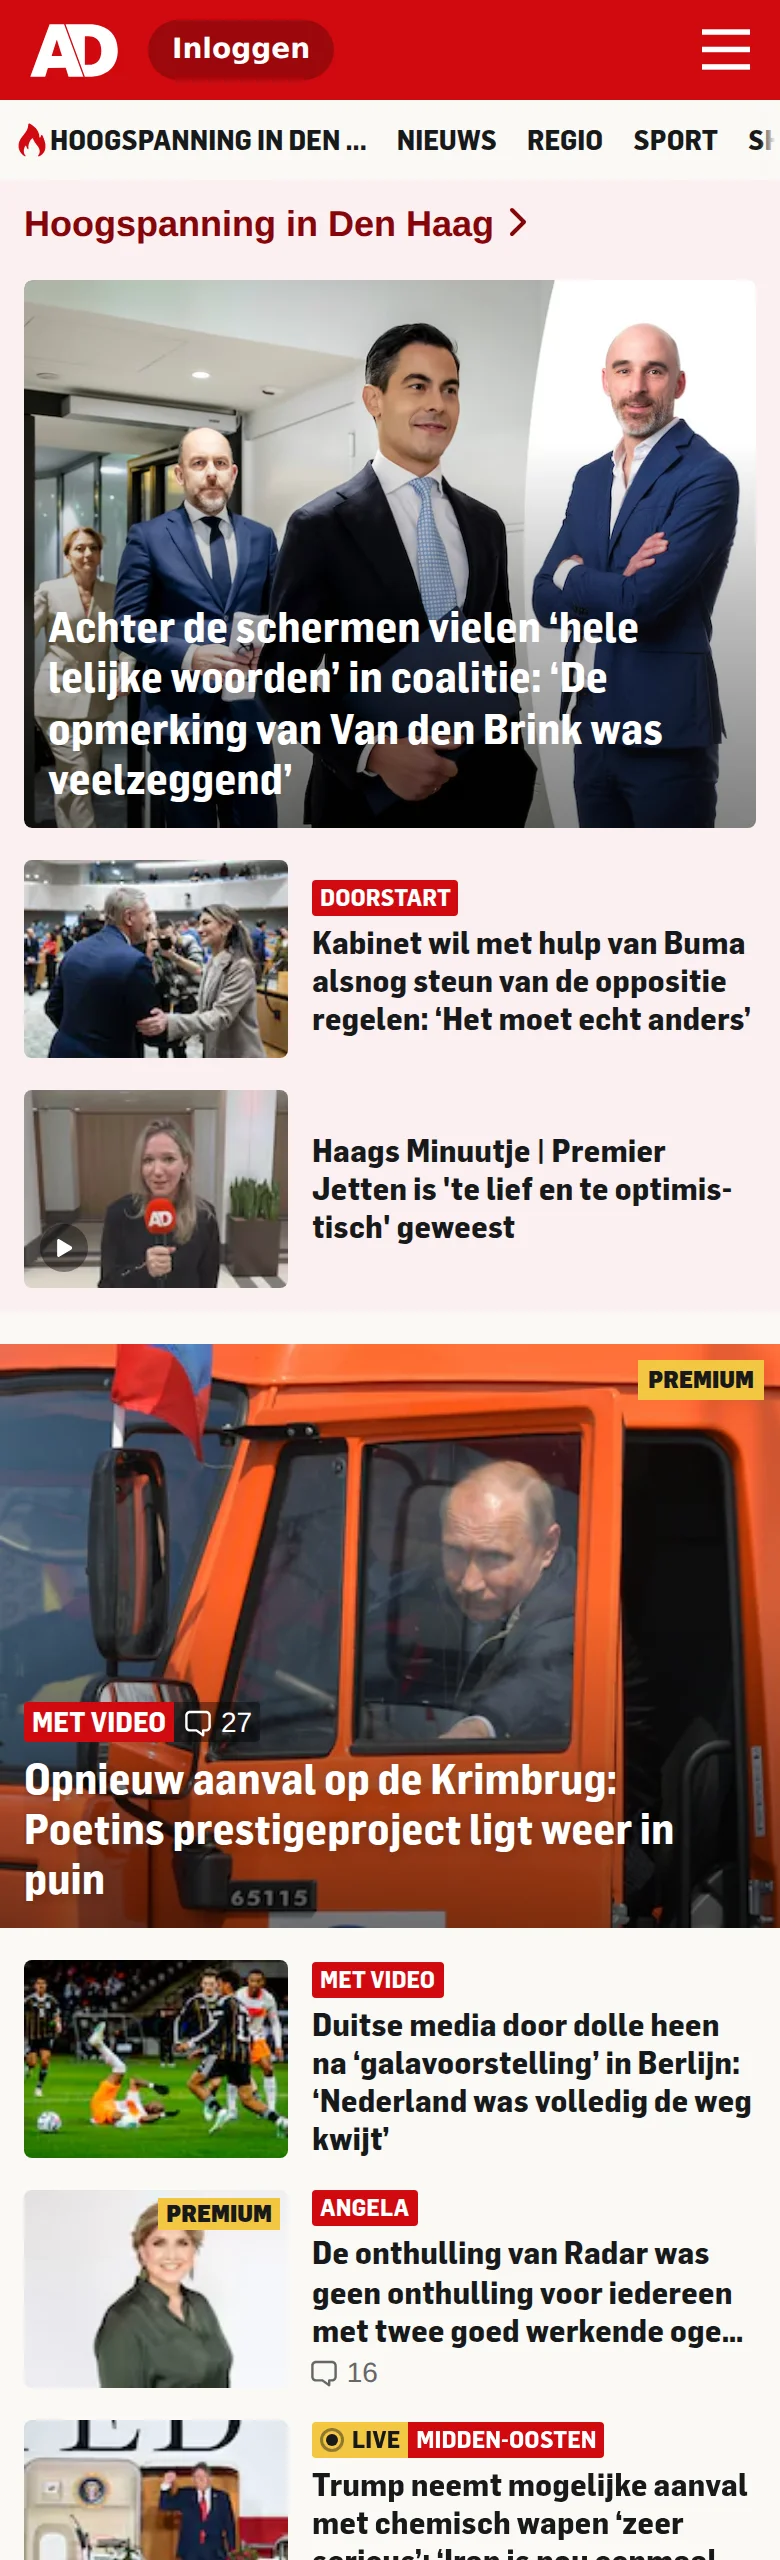 AD Inloggen
HOOGSPANNING IN DEN ... NIEUWS REGIO SPORT
Hoogspanning in Den Haag
Achter de schermen vielen ‘hele
lelijke woorden’ in coalitie: ‘De
opmerking van Van den Brink was
veelzeggend’
DOORSTART
Kabinet wil met hulp van Buma
alsnog steun van de oppositie
regelen: ‘Het moet echt anders’
AD
Haags Minuutje | Premier
Jetten is 'te lief en te optimis-
tisch' geweest
PREMIUM
MET VIDEO 27
Opnieuw aanval op de Krimbrug:
Poetins prestigeproject ligt weer in
puin
65115
MET VIDEO
Duitse media door dolle heen
na ‘galavoorstelling’ in Berlijn:
‘Nederland was volledig de weg
kwijt’
PREMIUM
ANGELA
De onthulling van Radar was
geen onthulling voor iedereen
met twee goed werkende oge...
16
LIVE MIDDEN-OOSTEN
Trump neemt mogelijke aanval
met chemisch wapen ‘zeer
serieus’: ‘Iran is nou eenmaal